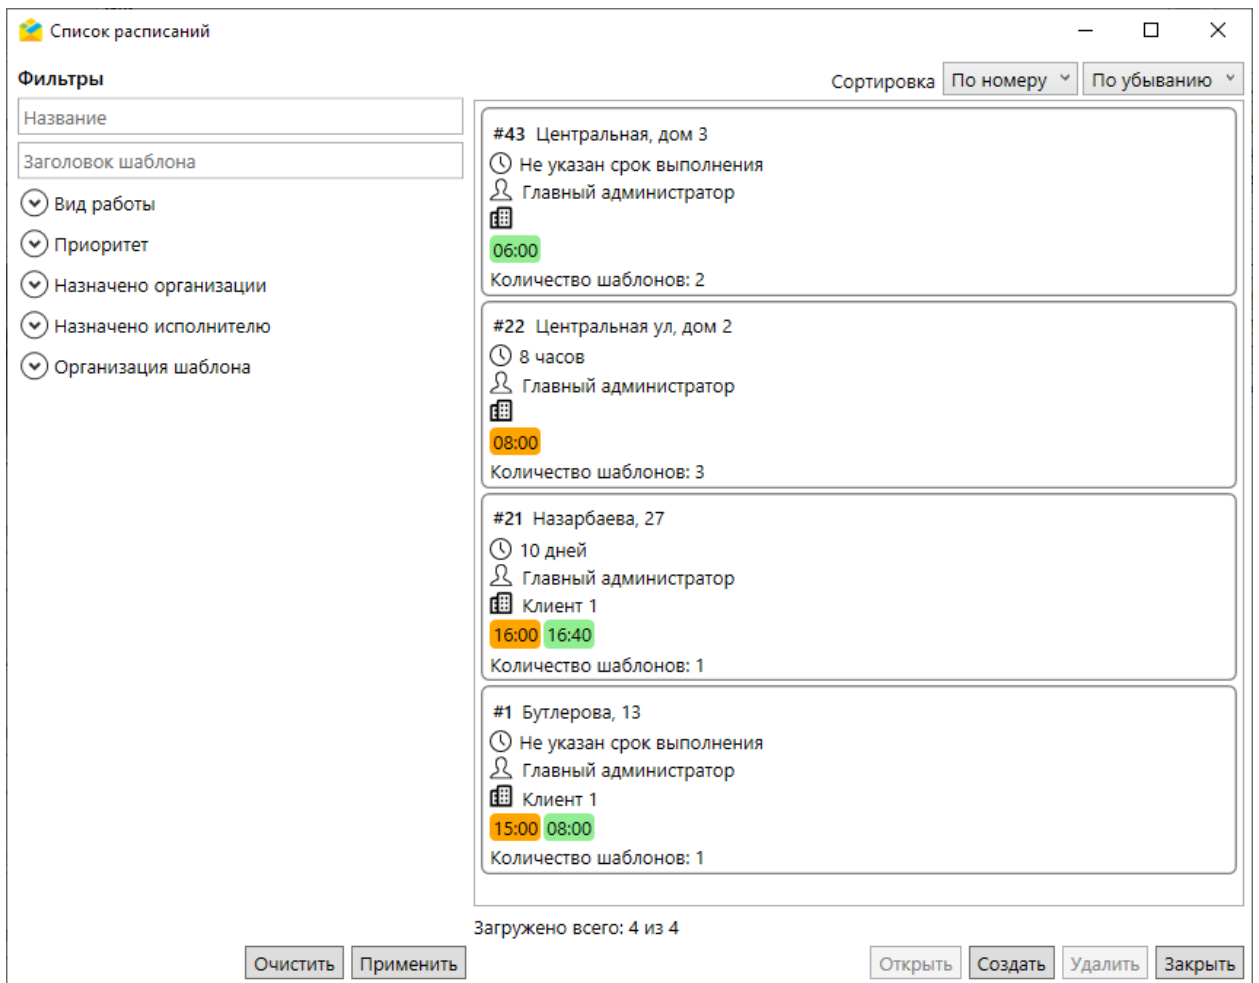 Список расписаний
Фильтры
Сортировка По номеру По убыванию
Название
Заголовок шаблона
Вид работы
Приоритет
Назначено организации
Назначено исполнителю
Организация шаблона
#43 Центральная, дом 3
Не указан срок выполнения
Главный администратор
06:00
Количество шаблонов: 2
#22 Центральная ул, дом 2
8 часов
Главный администратор
08:00
Количество шаблонов: 3
#21 Назарбаева, 27
10 дней
Главный администратор
Клиент 1
16:00 16:40
Количество шаблонов: 1
#1 Бутлерова, 13
Не указан срок выполнения
Главный администратор
Клиент 1
15:00 08:00
Количество шаблонов: 1
Загружено всего: 4 из 4
Очистить Применить Открыть Создать Удалить Закрыть